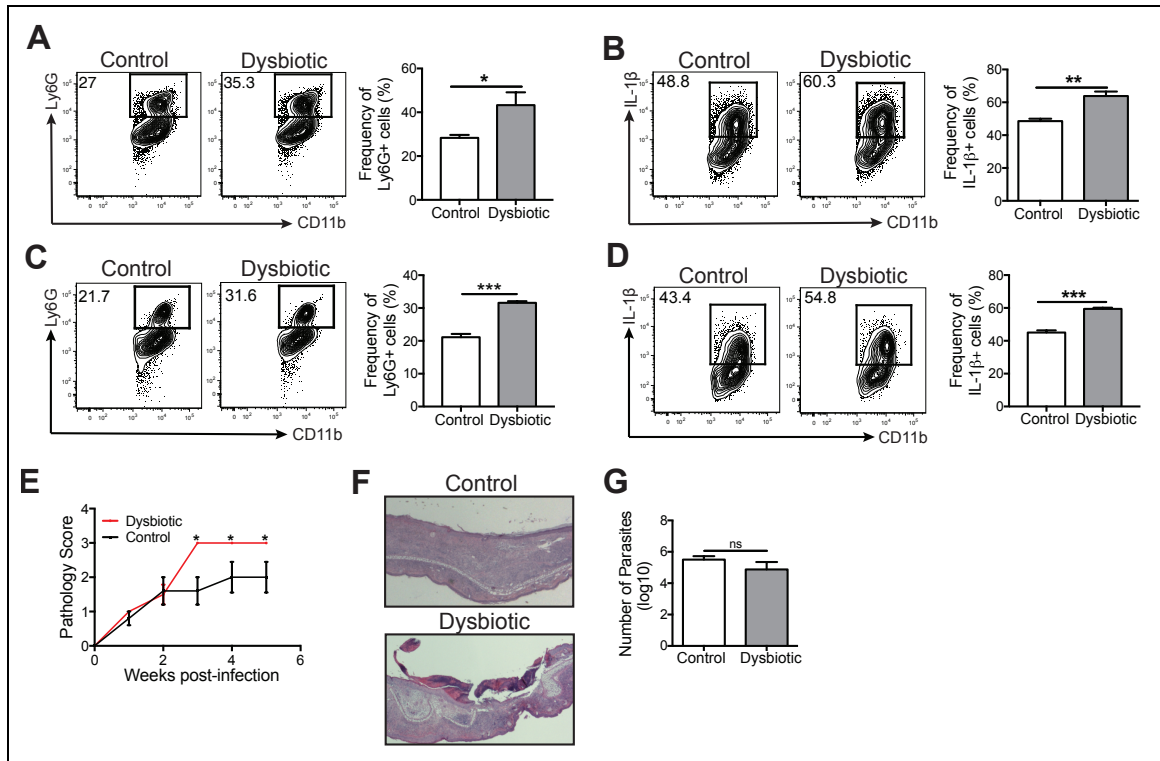 A
Control
Dysbiotic
Ly6G
27
35.3
CD11b
Frequency of
Ly6G+ cells (%)
60
40
20
0
*
Control Dysbiotic
B
Control
Dysbiotic
IL-1β
48.8
60.3
CD11b
Frequency of
IL-1β+ cells (%)
80
60
40
20
0
**
Control Dysbiotic
C
Control
Dysbiotic
Ly6G
21.7
31.6
CD11b
Frequency of
Ly6G+ cells (%)
40
30
20
10
0
***
Control Dysbiotic
D
Control
Dysbiotic
IL-1β
43.4
54.8
CD11b
Frequency of
IL-1β+ cells (%)
80
60
40
20
0
***
Control Dysbiotic
E
Pathology Score
4
3
2
1
0
Dysbiotic
Control
* * *
0 2 4 6
Weeks post-infection
F
Control
Dysbiotic
G
Number of Parasites
(log10)
8
6
4
2
0
ns
Control Dysbiotic